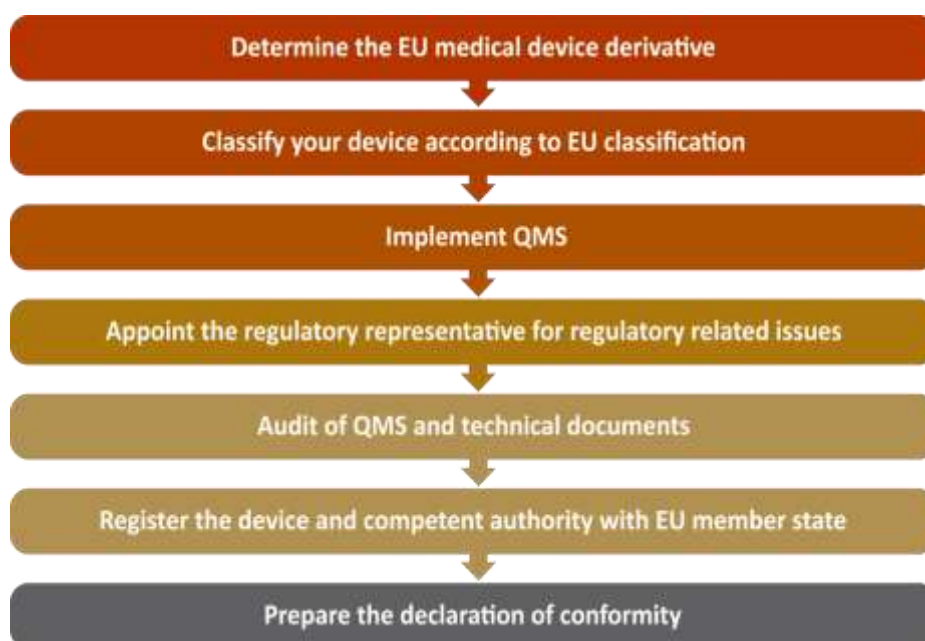 Determine the EU medical device derivative
Classify your device according to EU classification
Implement QMS
Appoint the regulatory representative for regulatory related issues
Audit of QMS and technical documents
Register the device and competent authority with EU member state
Prepare the declaration of conformity